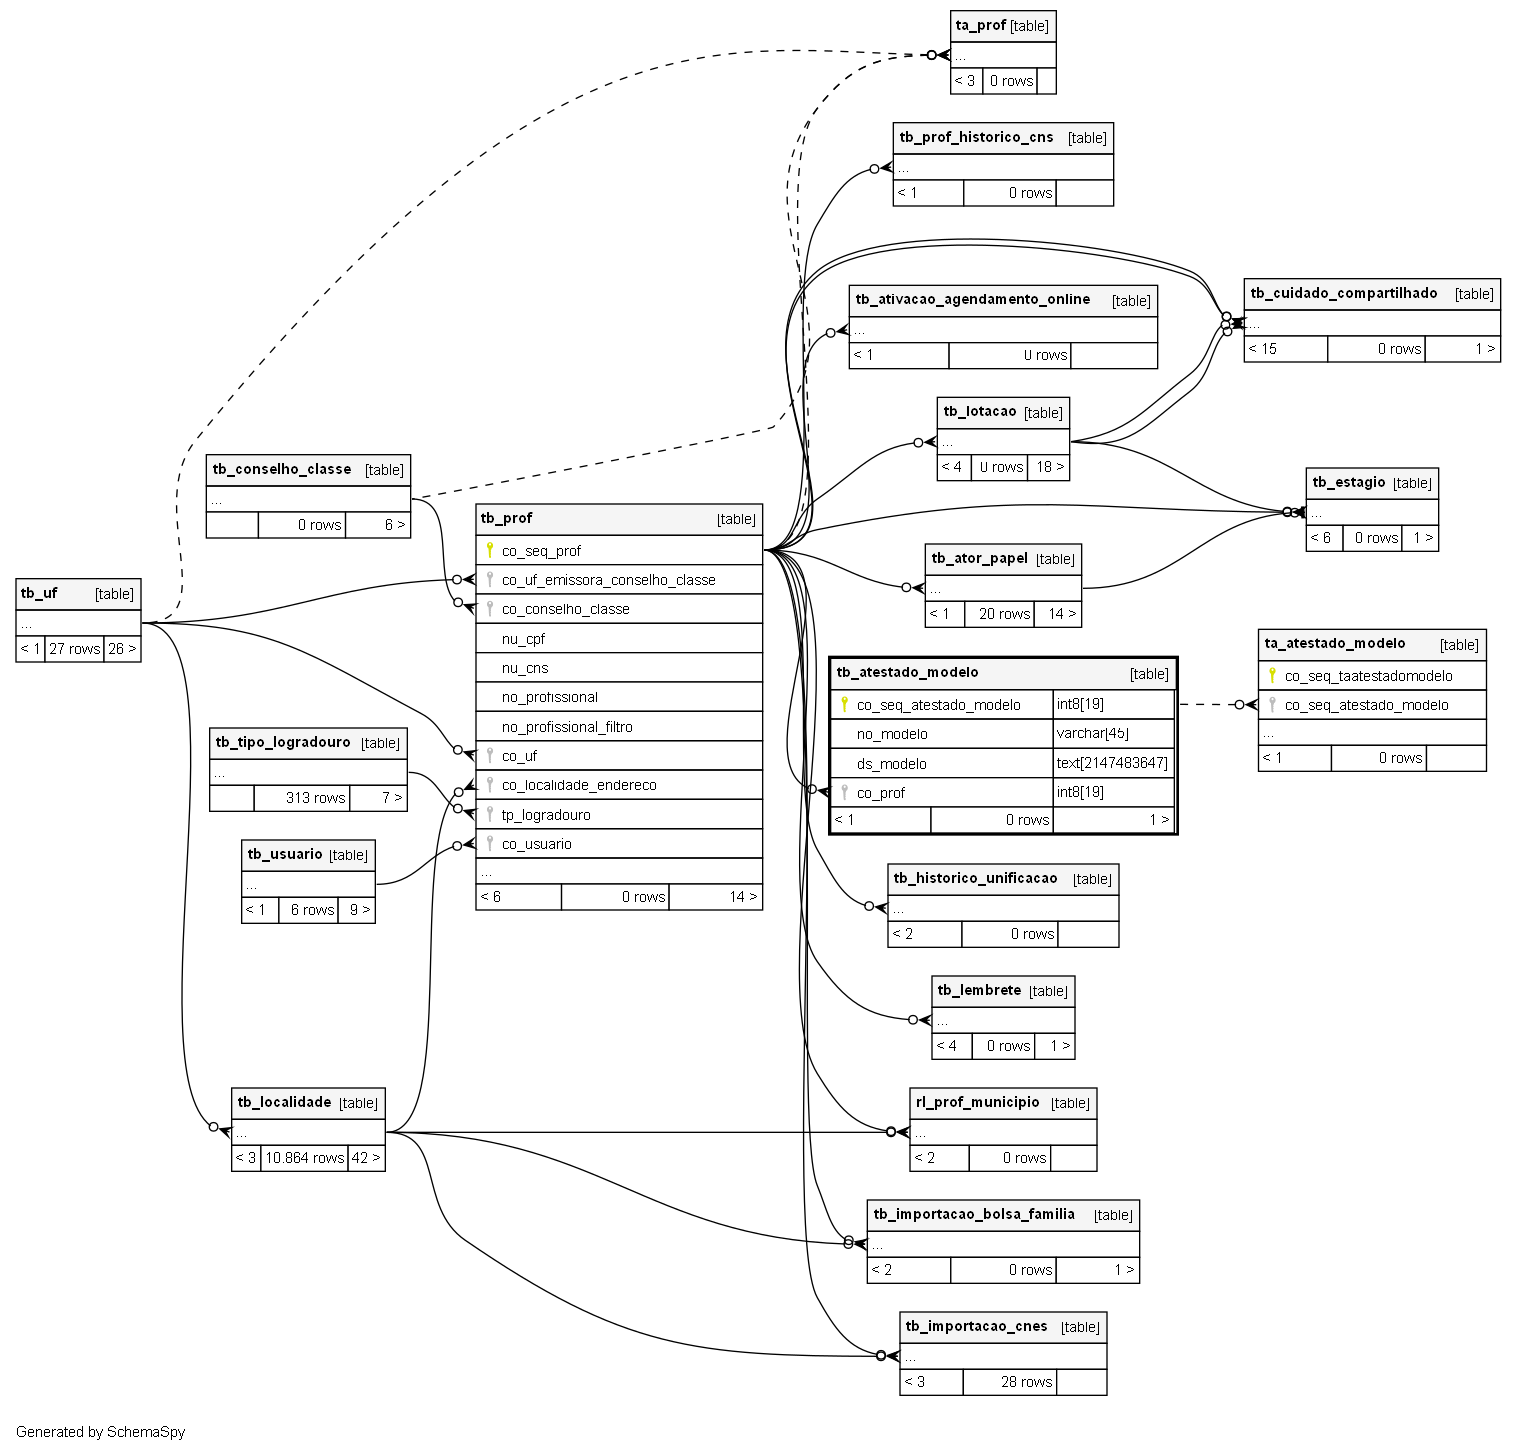 ta_prof [table]
...
< 3 0 rows
tb_prof_historico_cns [table]
...
< 1 0 rows
tb_cuidado_compartilhado [table]
...
< 15 0 rows 1 >
tb_ativacao_agendamento_online [table]
...
< 1 0 rows
tb_lotacao [table]
...
< 4 0 rows 18 >
tb_conselho_classe [table]
...
0 rows 6 >
tb_estagio [table]
...
< 6 0 rows 1 >
tb_prof [table]
co_seq_prof
co_uf_emissora_conselho_classe
co_conselho_classe
nu_cpf
nu_cns
no_profissional
no_profissional_filtro
co_uf
co_localidade_endereco
tp_logradouro
co_usuario
...
< 6 0 rows 14 >
tb_ator_papel [table]
...
< 1 20 rows 14 >
tb_uf [table]
...
< 1 27 rows 26 >
ta_atestado_modelo [table]
co_seq_taatestadomodelo
co_seq_atestado_modelo
...
< 1 0 rows
tb_atestado_modelo [table]
co_seq_atestado_modelo int8[19]
no_modelo varchar[45]
ds_modelo text[2147483647]
co_prof int8[19]
< 1 0 rows 1 >
tb_tipo_logradouro [table]
...
313 rows 7 >
tb_usuario [table]
...
< 1 6 rows 9 >
tb_historico_unificacao [table]
...
< 2 0 rows
tb_lembrete [table]
...
< 4 0 rows 1 >
tb_localidade [table]
...
< 3 10.864 rows 42 >
rl_prof_municipio [table]
...
< 2 0 rows
tb_importacao_bolsa_familia [table]
...
< 2 0 rows 1 >
tb_importacao_cnes [table]
...
< 3 28 rows
Generated by SchemaSpy